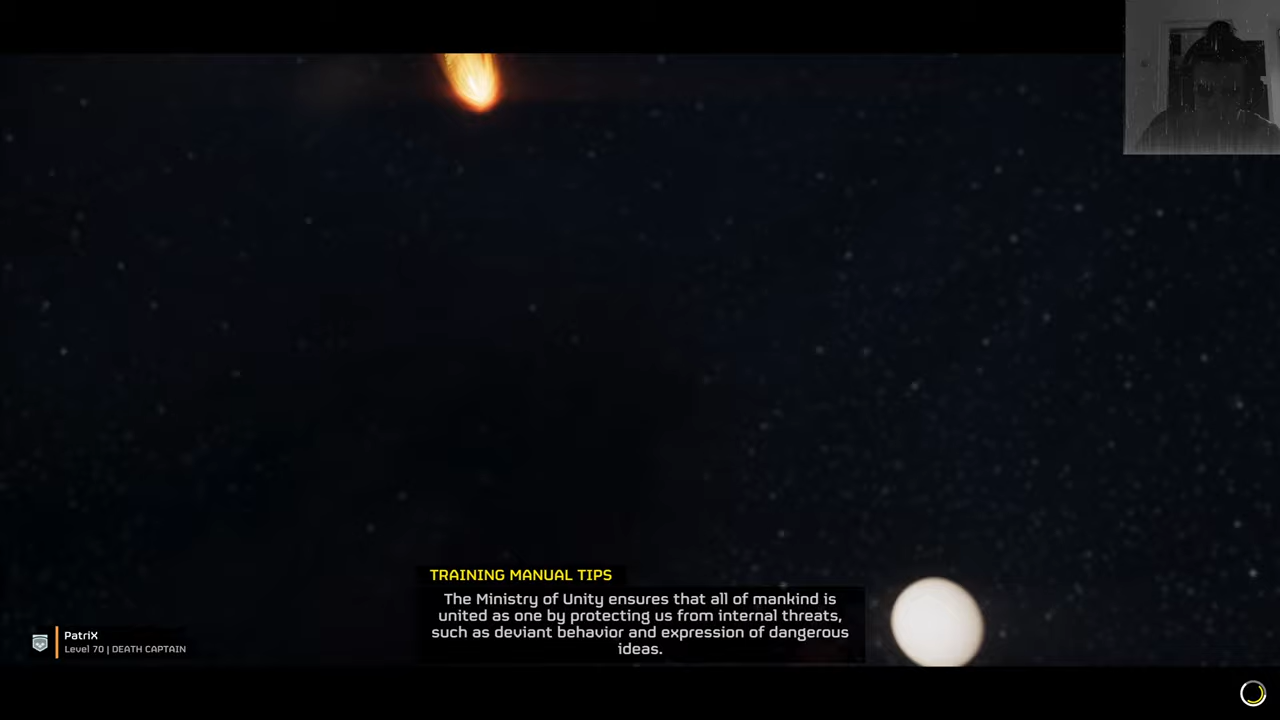 TRAINING MANUAL TIPS
The Ministry of Unity ensures that all of mankind is
united as one by protecting us from internal threats,
such as deviant behavior and expression of dangerous
ideas.
PatriX
Level 70 | DEATH CAPTAIN